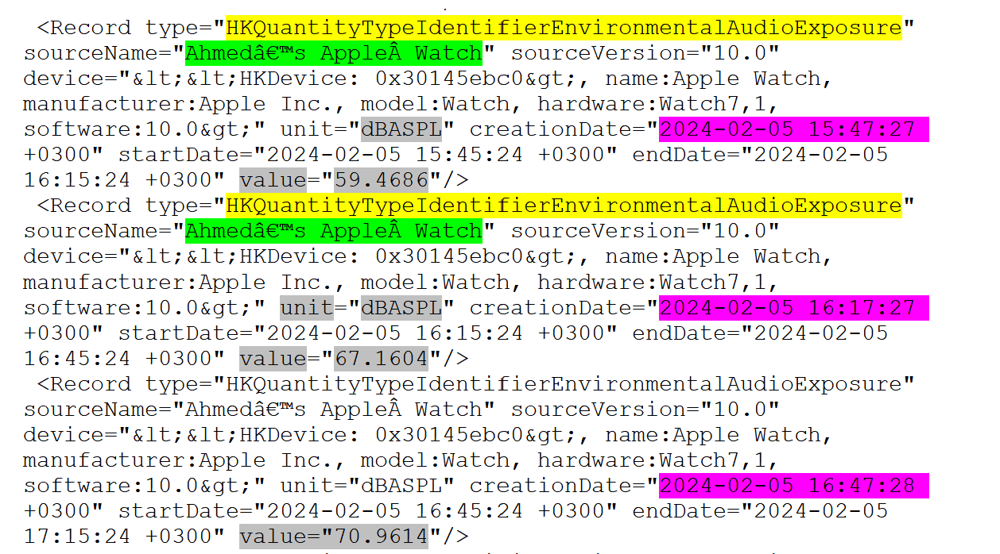 <Record type="HKQuantityTypeIdentifierEnvironmentalAudioExposure"
sourceName="Ahmedâ€™s AppleÂ Watch" sourceVersion="10.0"
device="&lt;&lt;HKDevice: 0x30145ebc0&gt;, name:Apple Watch,
manufacturer:Apple Inc., model:Watch, hardware:Watch7,1,
software:10.0&gt;" unit="dBASPL" creationDate="2024-02-05 15:47:27
+0300" startDate="2024-02-05 15:45:24 +0300" endDate="2024-02-05
16:15:24 +0300" value="59.4686"/>
<Record type="HKQuantityTypeIdentifierEnvironmentalAudioExposure"
sourceName="Ahmedâ€™s AppleÂ Watch" sourceVersion="10.0"
device="&lt;&lt;HKDevice: 0x30145ebc0&gt;, name:Apple Watch,
manufacturer:Apple Inc., model:Watch, hardware:Watch7,1,
software:10.0&gt;" unit="dBASPL" creationDate="2024-02-05 16:17:27
+0300" startDate="2024-02-05 16:15:24 +0300" endDate="2024-02-05
16:45:24 +0300" value="67.1604"/>
<Record type="HKQuantityTypeIdentifierEnvironmentalAudioExposure"
sourceName="Ahmedâ€™s AppleÂ Watch" sourceVersion="10.0"
device="&lt;&lt;HKDevice: 0x30145ebc0&gt;, name:Apple Watch,
manufacturer:Apple Inc., model:Watch, hardware:Watch7,1,
software:10.0&gt;" unit="dBASPL" creationDate="2024-02-05 16:47:28
+0300" startDate="2024-02-05 16:45:24 +0300" endDate="2024-02-05
17:15:24 +0300" value="70.9614"/>